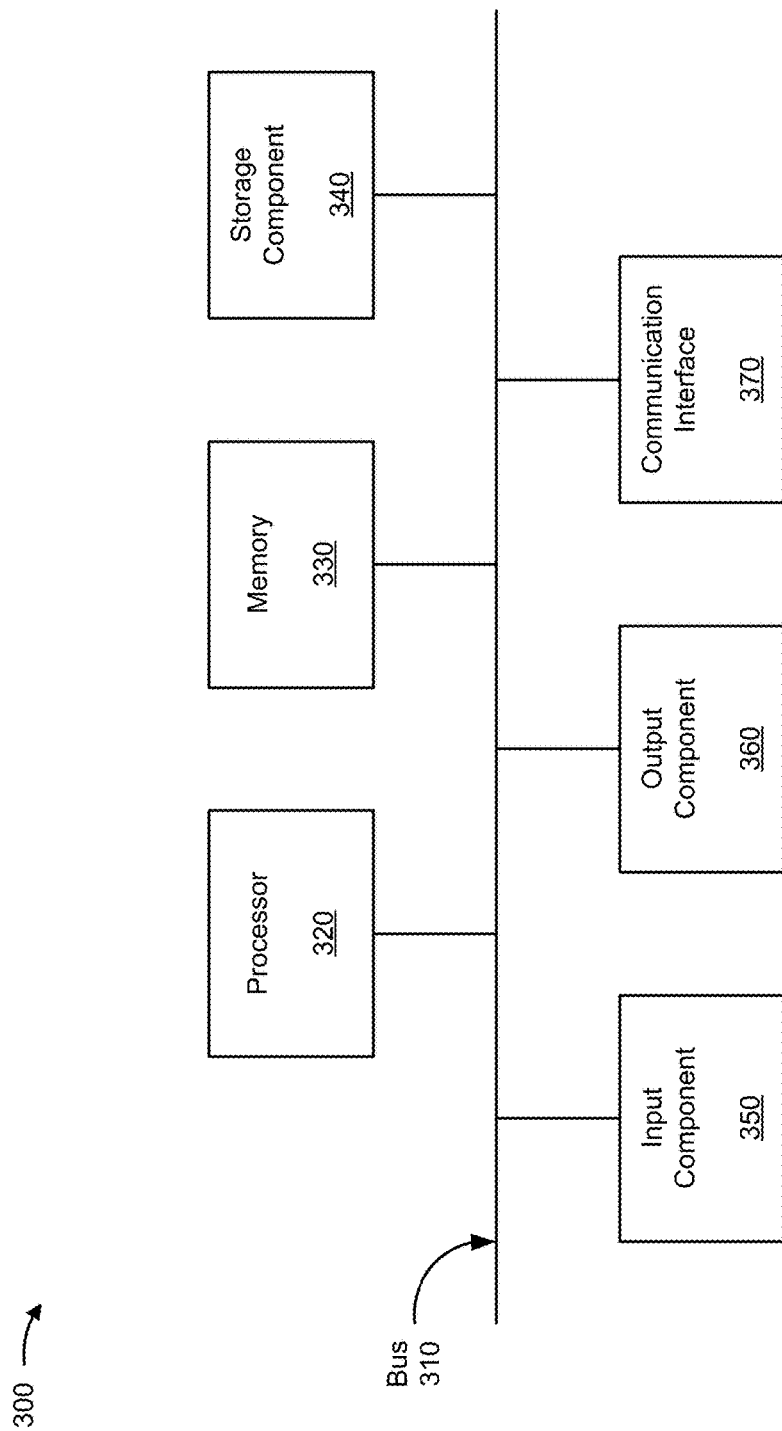 300
Processor
320
Memory
330
Storage
Component
340
Bus
310
Input
Component
350
Output
Component
360
Communication
Interface
370